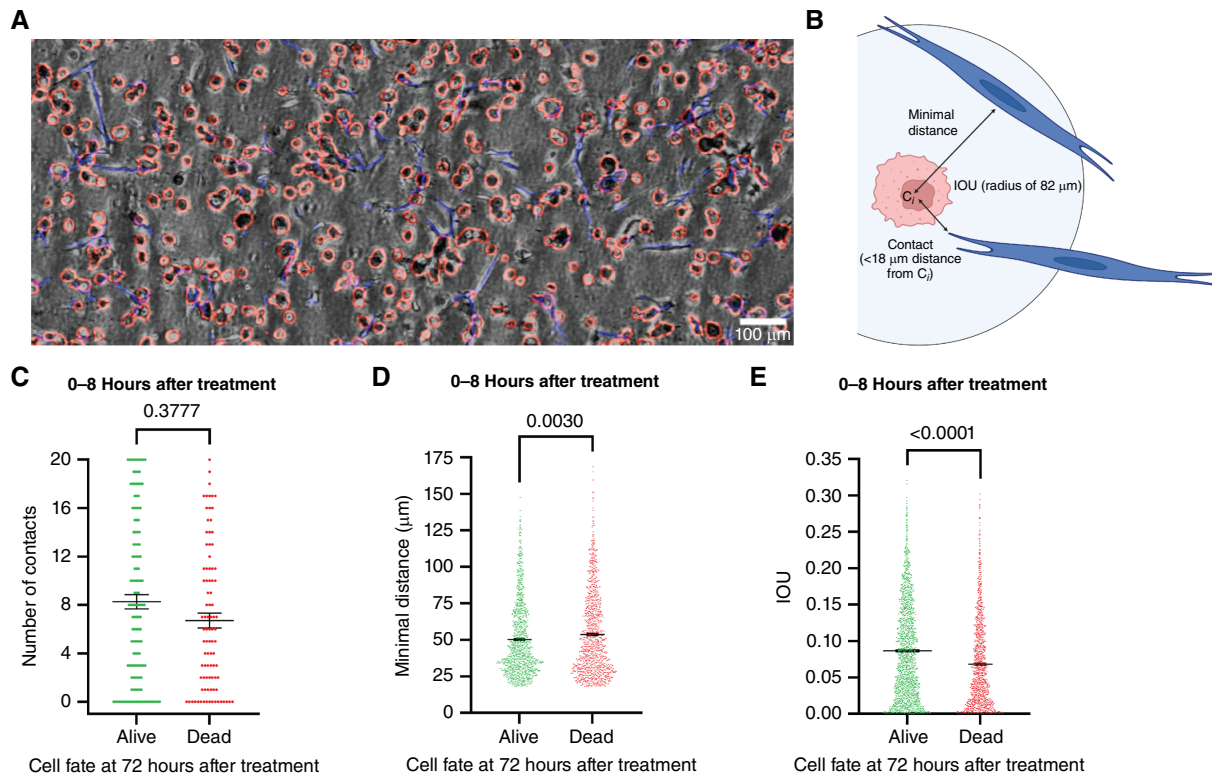 A
100 μm
B
Minimal
distance
IOU (radius of 82 μm)
Ci
Contact
(<18 μm distance
from Ci)
C
0–8 Hours after treatment
0.3777
Number of contacts
20
16
12
8
4
0
Alive
Dead
Cell fate at 72 hours after treatment
D
0–8 Hours after treatment
0.0030
Minimal distance (μm)
175
150
125
100
75
50
25
0
Alive
Dead
Cell fate at 72 hours after treatment
E
0–8 Hours after treatment
<0.0001
IOU
0.35
0.30
0.25
0.20
0.15
0.10
0.05
0.00
Alive
Dead
Cell fate at 72 hours after treatment